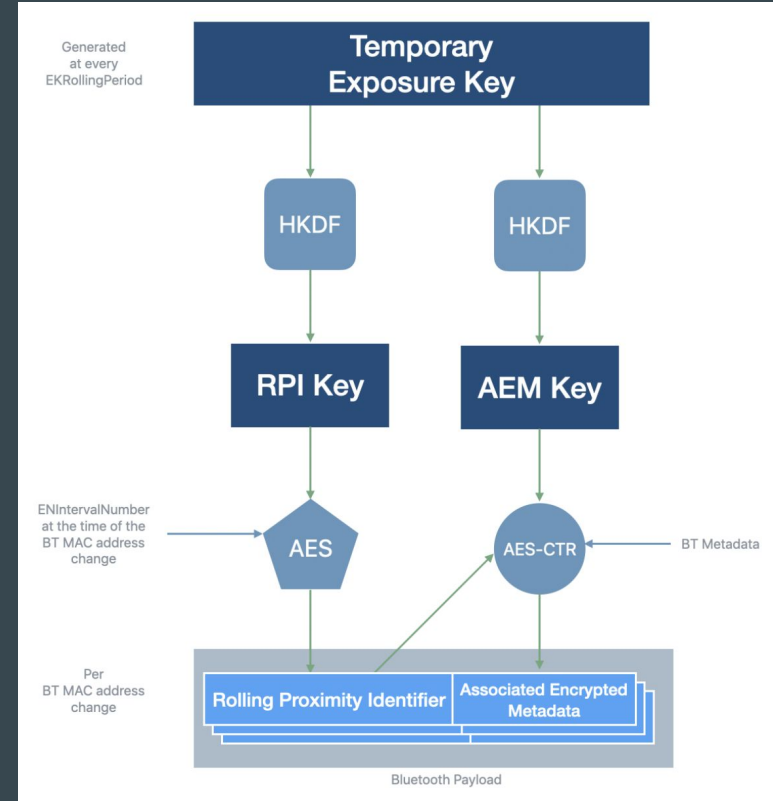 Generated
at every
EKRollingPeriod
Temporary
Exposure Key
HKDF
HKDF
RPI Key
AEM Key
ENIntervalNumber
at the time of the
BT MAC address
change
AES
AES-CTR
BT Metadata
Per
BT MAC address
change
Rolling Proximity Identifier
Associated Encrypted
Metadata
Bluetooth Payload